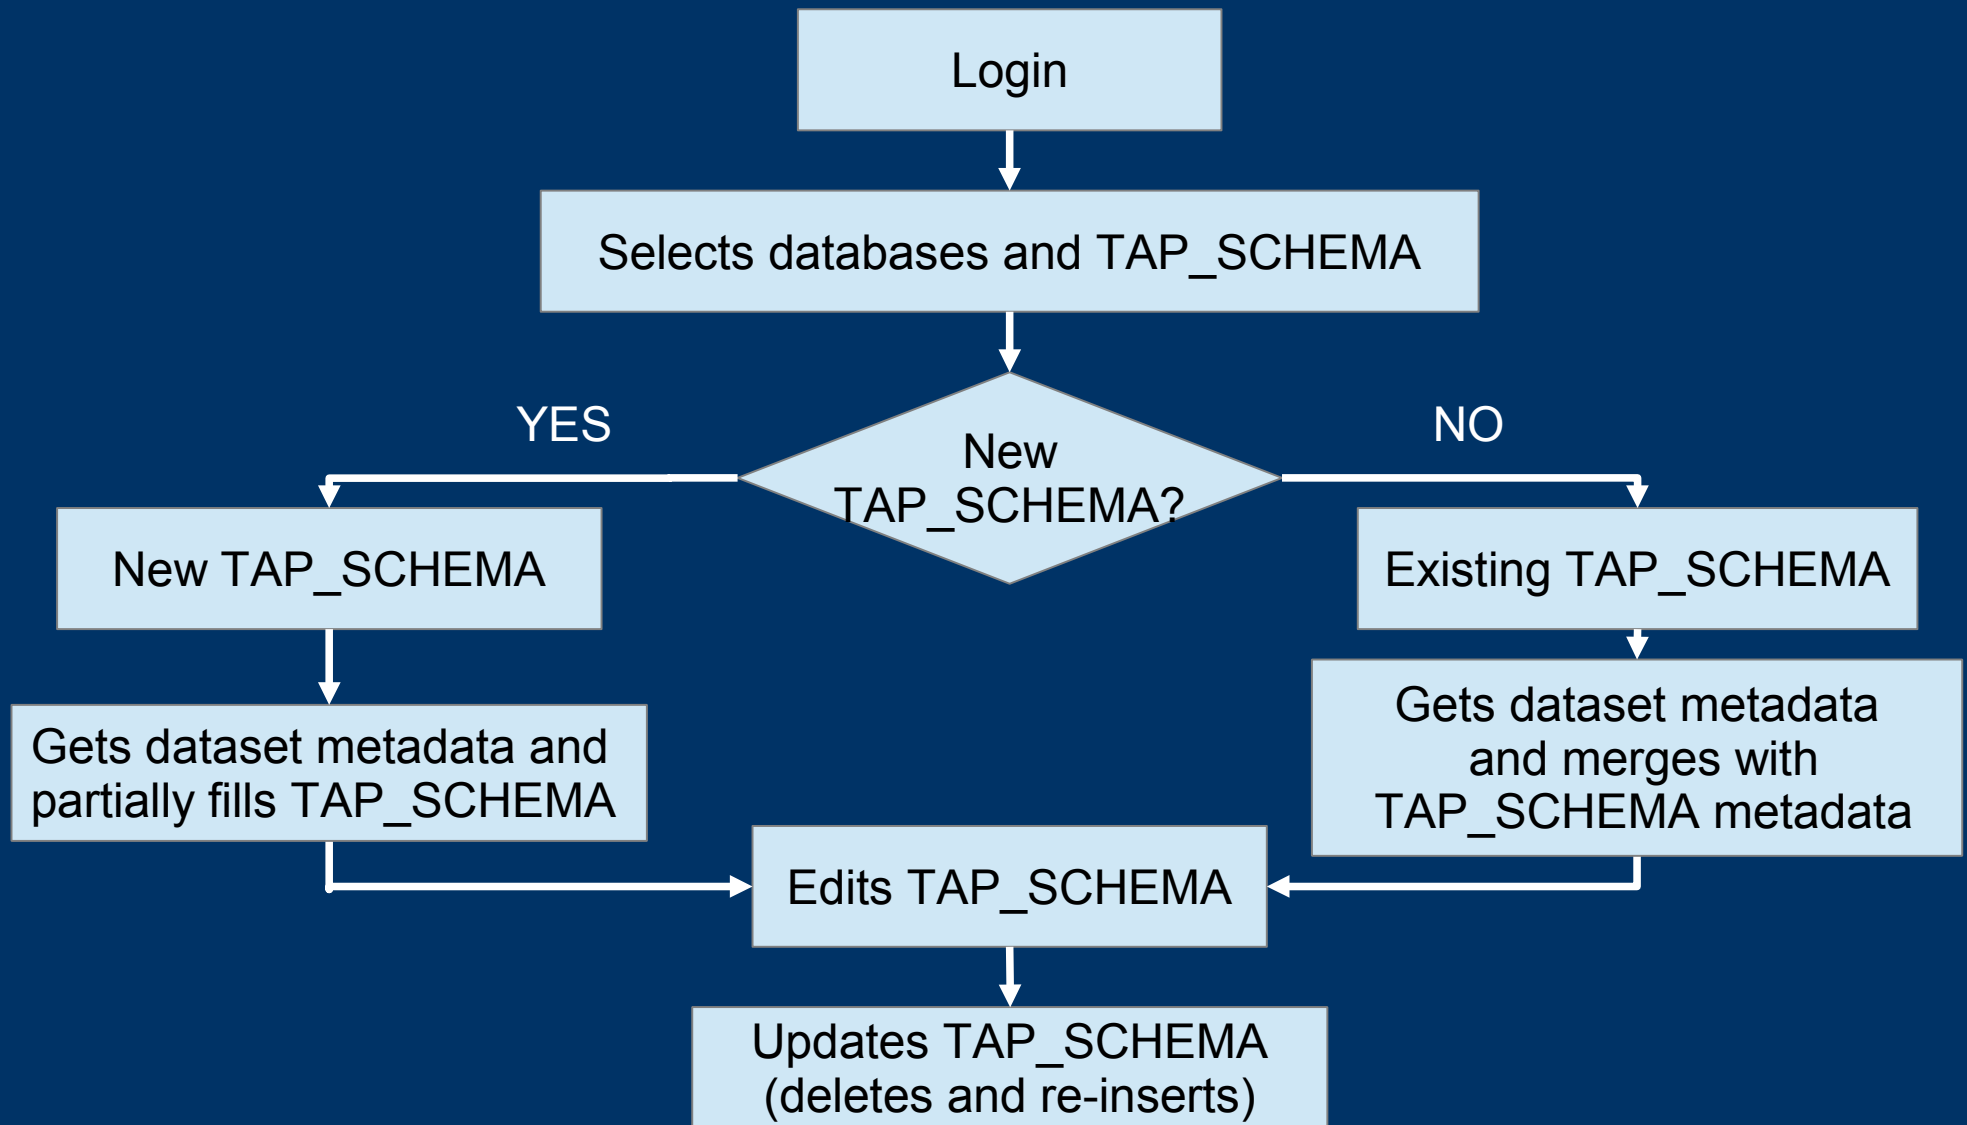 Login
Selects databases and TAP_SCHEMA
YES
NO
New
TAP_SCHEMA?
New TAP_SCHEMA
Existing TAP_SCHEMA
Gets dataset metadata and
partially fills TAP_SCHEMA
Gets dataset metadata
and merges with
TAP_SCHEMA metadata
Edits TAP_SCHEMA
Updates TAP_SCHEMA
(deletes and re-inserts)